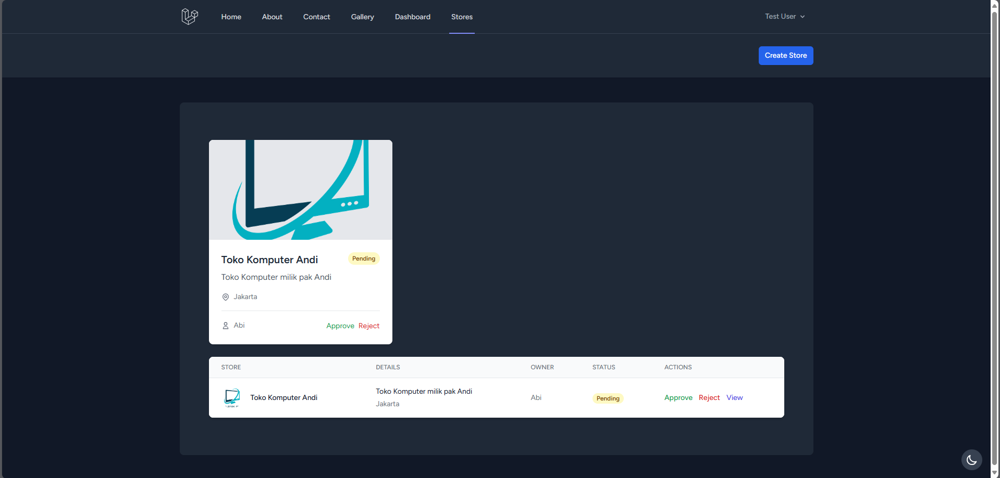 Home About Contact Gallery Dashboard Stores Test User
Create Store
Toko Komputer Andi Pending
Toko Komputer milik pak Andi
Jakarta
Abi Approve Reject
STORE DETAILS OWNER STATUS ACTIONS
Toko Komputer Andi Toko Komputer milik pak Andi Abi Pending Approve Reject View
Jakarta